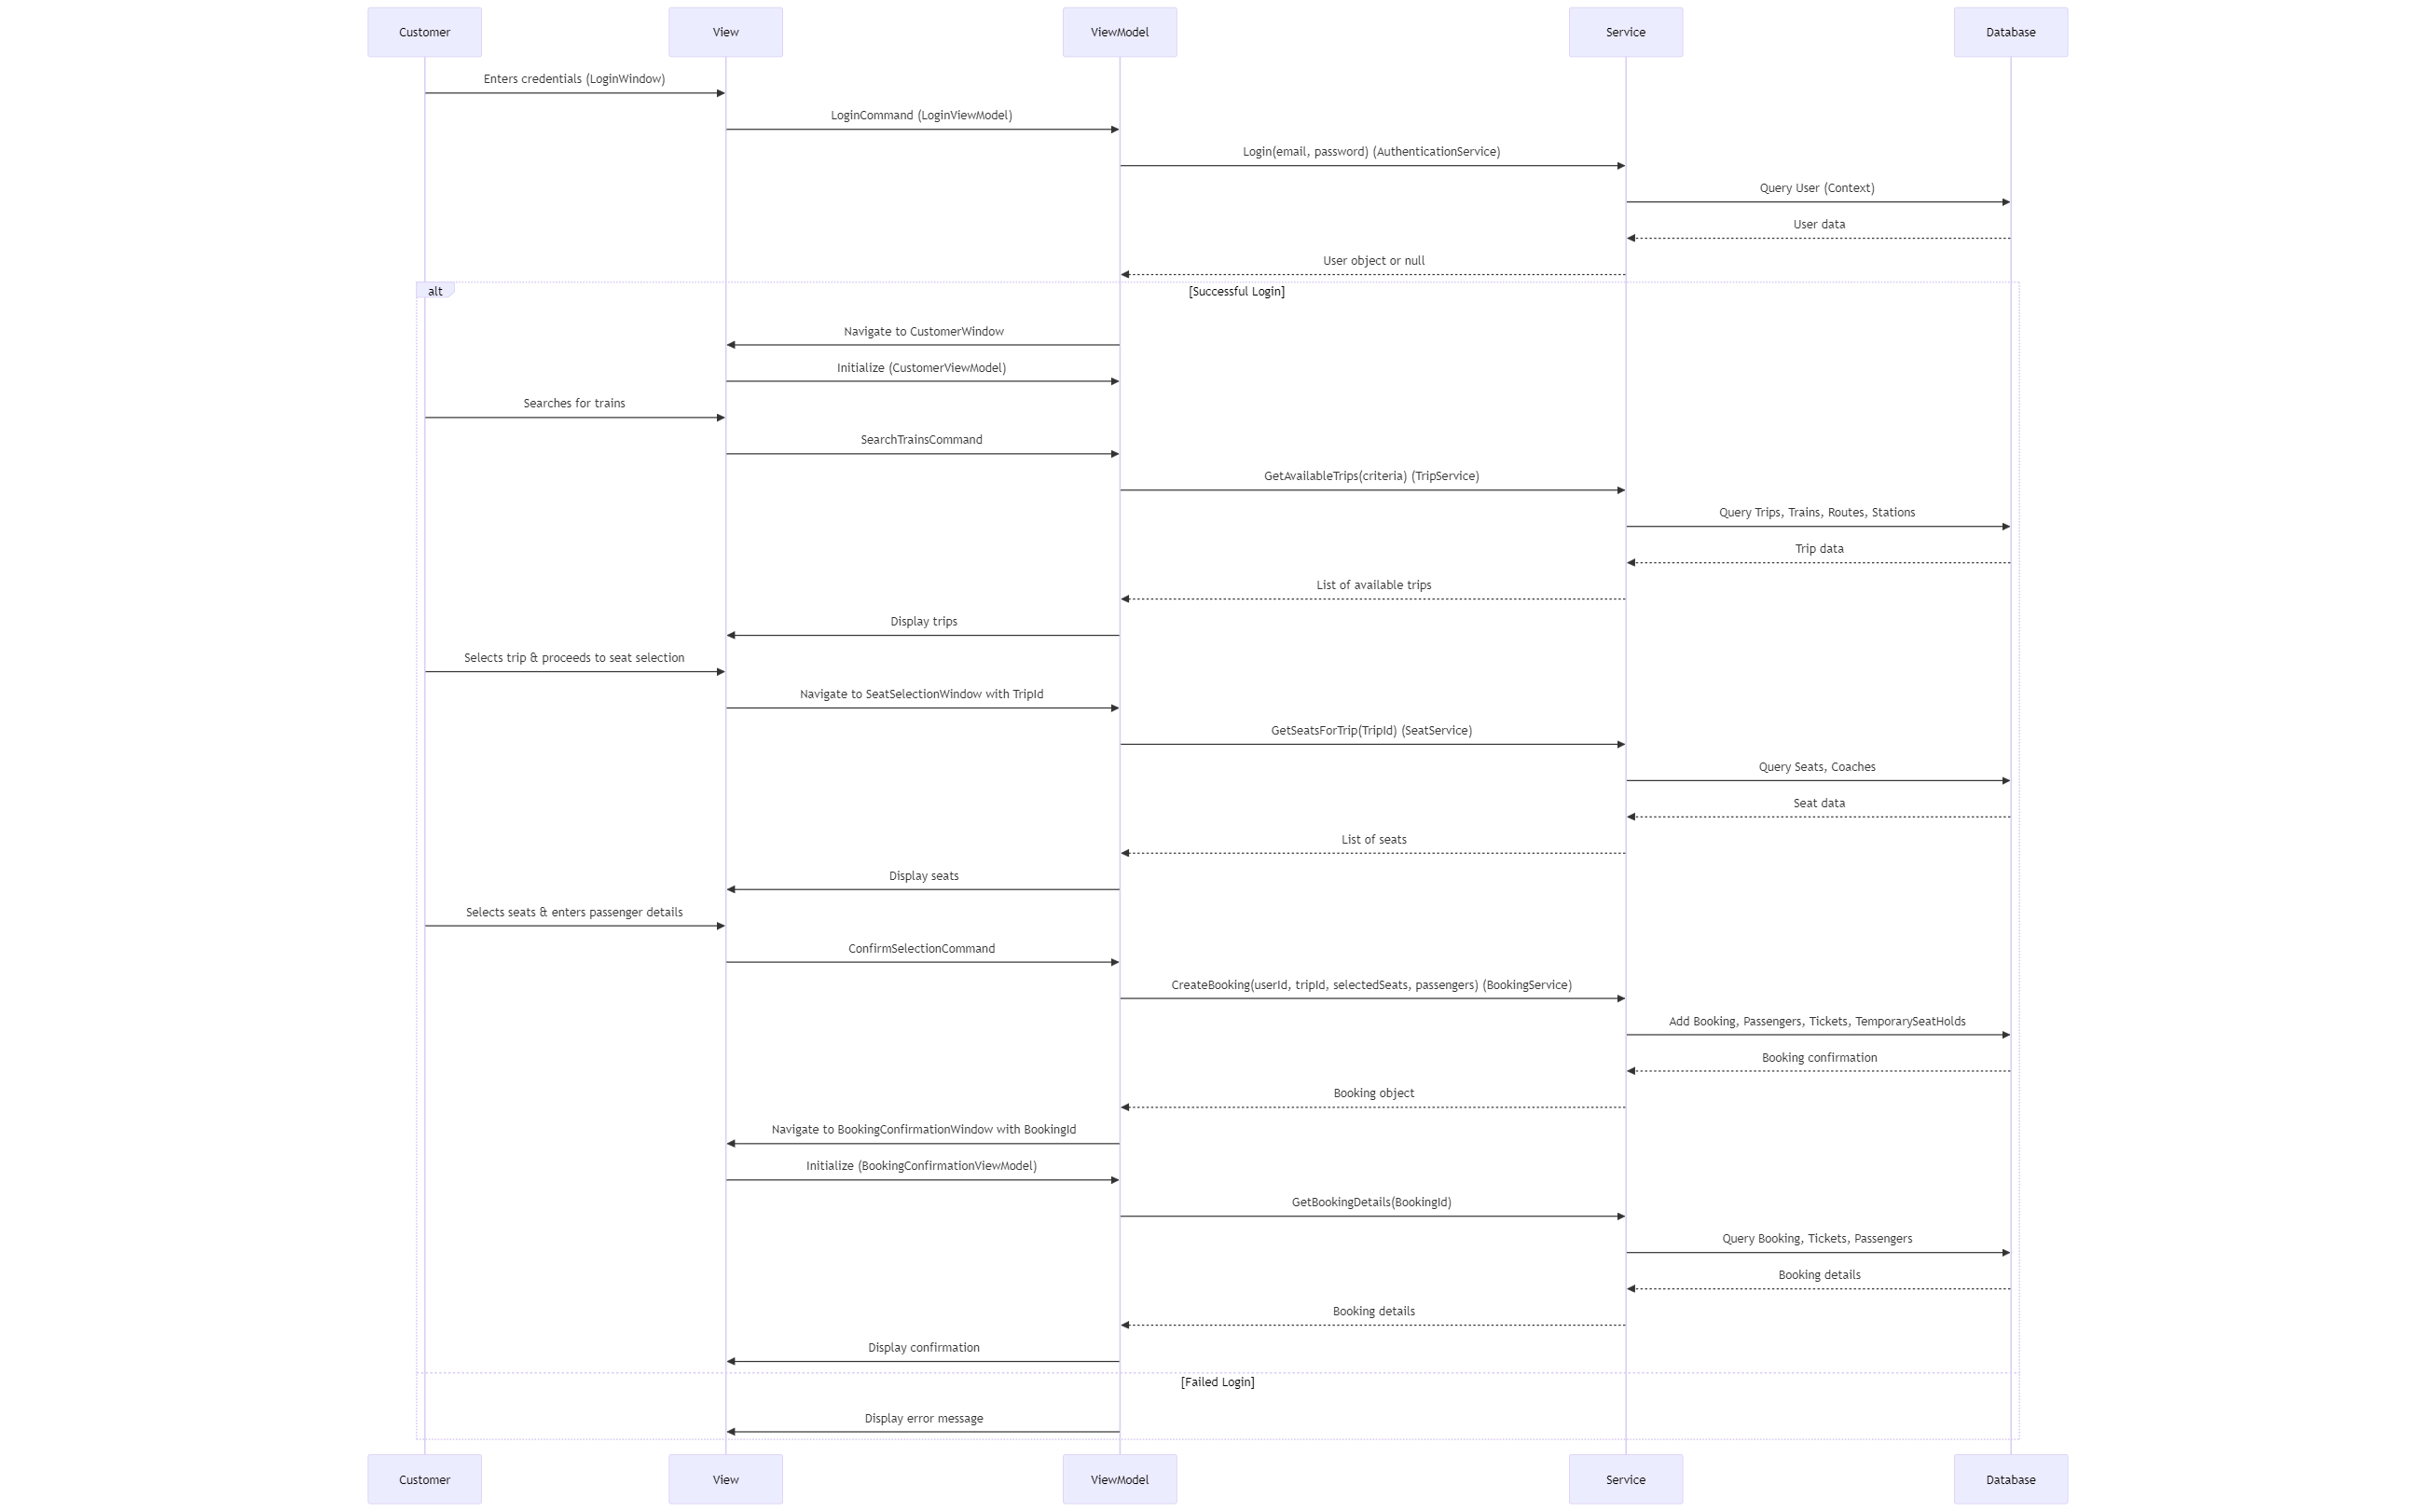 Customer
View
ViewModel
Service
Database
Enters credentials (LoginWindow)
LoginCommand (LoginViewModel)
Login(email, password) (AuthenticationService)
Query User (Context)
User data
User object or null
alt
[Successful Login]
Navigate to CustomerWindow
Initialize (CustomerViewModel)
Searches for trains
SearchTrainsCommand
GetAvailableTrips(criteria) (TripService)
Query Trips, Trains, Routes, Stations
Trip data
List of available trips
Display trips
Selects trip & proceeds to seat selection
Navigate to SeatSelectionWindow with TripId
GetSeatsForTrip(TripId) (SeatService)
Query Seats, Coaches
Seat data
List of seats
Display seats
Selects seats & enters passenger details
ConfirmSelectionCommand
CreateBooking(userId, tripId, selectedSeats, passengers) (BookingService)
Add Booking, Passengers, Tickets, TemporarySeatHolds
Booking confirmation
Booking object
Navigate to BookingConfirmationWindow with BookingId
Initialize (BookingConfirmationViewModel)
GetBookingDetails(BookingId)
Query Booking, Tickets, Passengers
Booking details
Booking details
Display confirmation
[Failed Login]
Display error message
Customer
View
ViewModel
Service
Database